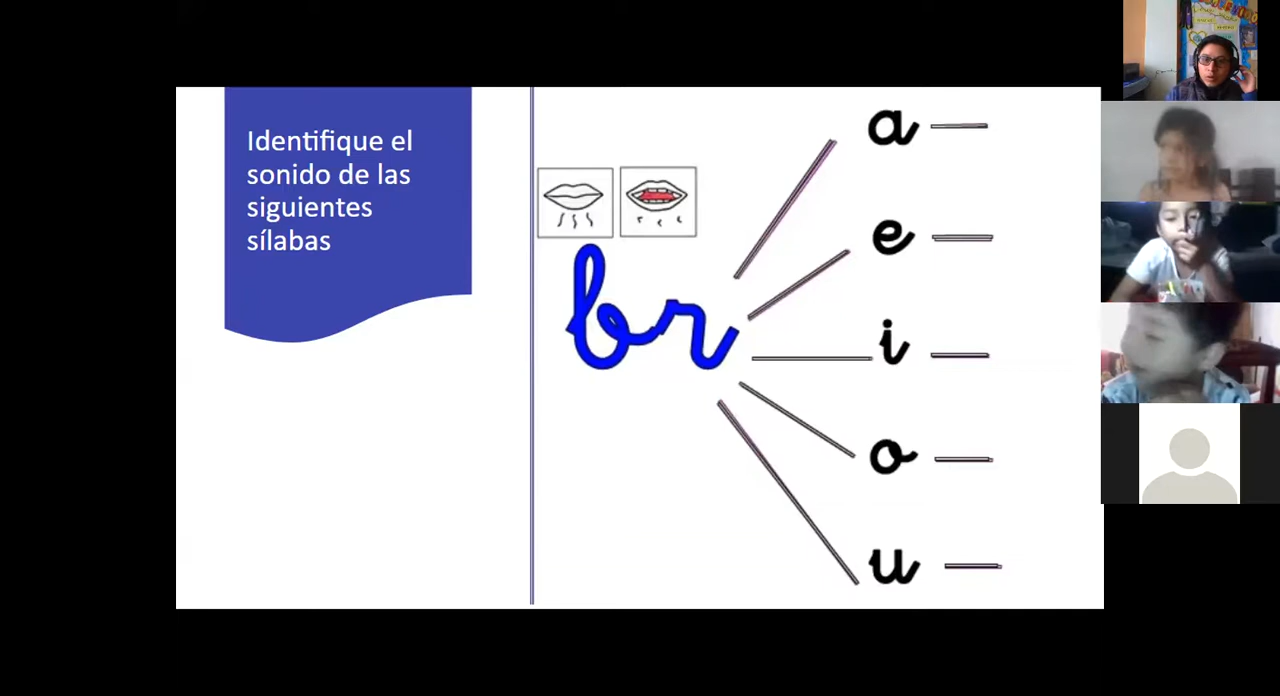 Identifique el
sonido de las
siguientes
sílabas
br
a
e
i
o
u